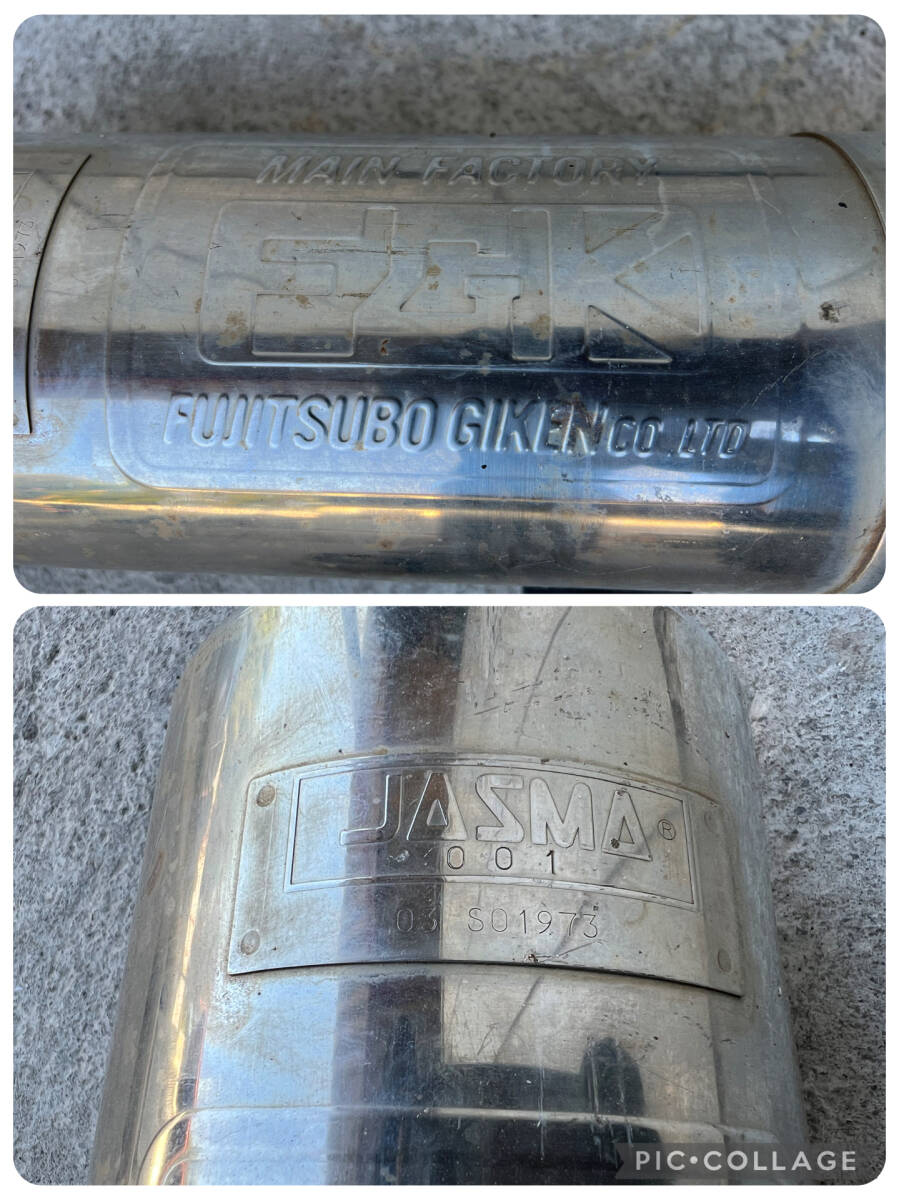 MAIN FACTORY
FGK
FUJITSUBO GIKEN CO.,LTD
JASMA®
001
03 S01973
PIC•COLLAGE